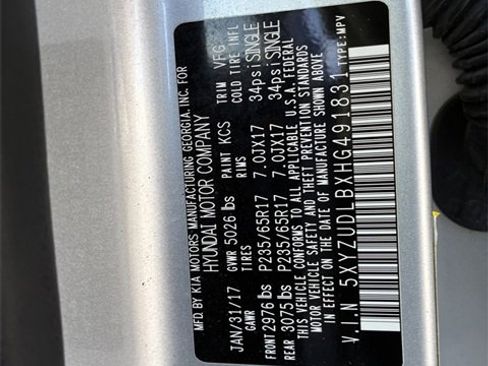 MFD. BY KIA MOTORS MANUFACTURING GEORGIA, INC. FOR
HYUNDAI MOTOR COMPANY
JAN/31/17 GVWR 5026 lbs PAINT KCS TRIM VFG
GAWR TIRES RIMS COLD TIRE INFL
FRONT 2976 lbs P235/65R17 7.0JX17 34psi SINGLE
REAR 3075 lbs P235/65R17 7.0JX17 34psi SINGLE
THIS VEHICLE CONFORMS TO ALL APPLICABLE U.S.A. FEDERAL
MOTOR VEHICLE SAFETY AND THEFT PREVENTION STANDARDS
IN EFFECT ON THE DATE OF MANUFACTURE SHOWN ABOVE
V.I.N 5XYZUDLBXHG491831 TYPE:MPV